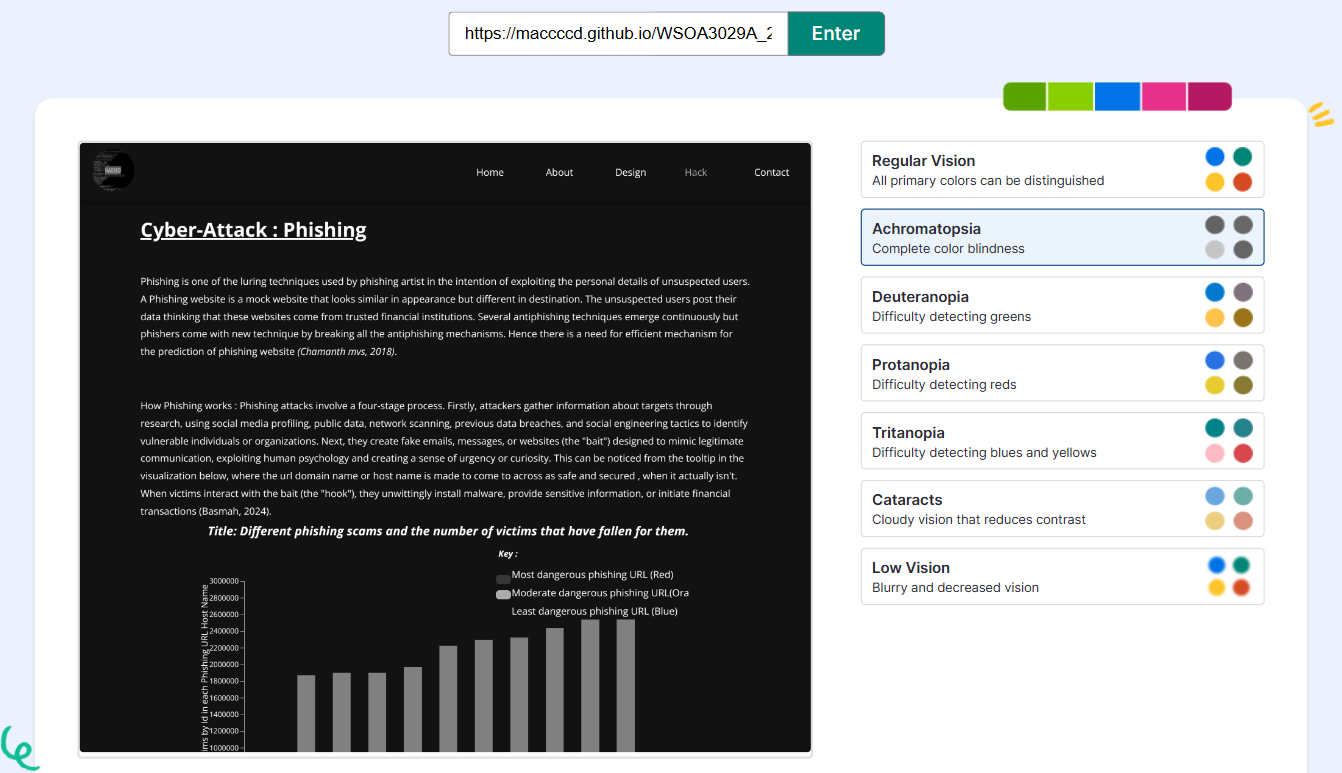 https://maccccd.github.io/WSOA3029A_2
Enter
HACKED
Home About Design Hack Contact
Cyber-Attack : Phishing
Phishing is one of the luring techniques used by phishing artist in the intention of exploiting the personal details of unsuspected users.
A Phishing website is a mock website that looks similar in appearance but different in destination. The unsuspected users post their
data thinking that these websites come from trusted financial institutions. Several antiphishing techniques emerge continuously but
phishers come with new technique by breaking all the antiphishing mechanisms. Hence there is a need for efficient mechanism for
the prediction of phishing website (Chamanth mvs, 2018).
How Phishing works : Phishing attacks involve a four-stage process. Firstly, attackers gather information about targets through
research, using social media profiling, public data, network scanning, previous data breaches, and social engineering tactics to identify
vulnerable individuals or organizations. Next, they create fake emails, messages, or websites (the "bait") designed to mimic legitimate
communication, exploiting human psychology and creating a sense of urgency or curiosity. This can be noticed from the tooltip in the
visualization below, where the url domain name or host name is made to come to across as safe and secured , when it actually isn't.
When victims interact with the bait (the "hook"), they unwittingly install malware, provide sensitive information, or initiate financial
transactions (Basmah, 2024).
Title: Different phishing scams and the number of victims that have fallen for them.
Key :
Most dangerous phishing URL (Red)
Moderate dangerous phishing URL(Ora
Least dangerous phishing URL (Blue)
ims by Id in each Phishing URL Host Name
3000000
2800000
2600000
2400000
2200000
2000000
1800000
1600000
1400000
1200000
1000000
Regular Vision
All primary colors can be distinguished
Achromatopsia
Complete color blindness
Deuteranopia
Difficulty detecting greens
Protanopia
Difficulty detecting reds
Tritanopia
Difficulty detecting blues and yellows
Cataracts
Cloudy vision that reduces contrast
Low Vision
Blurry and decreased vision